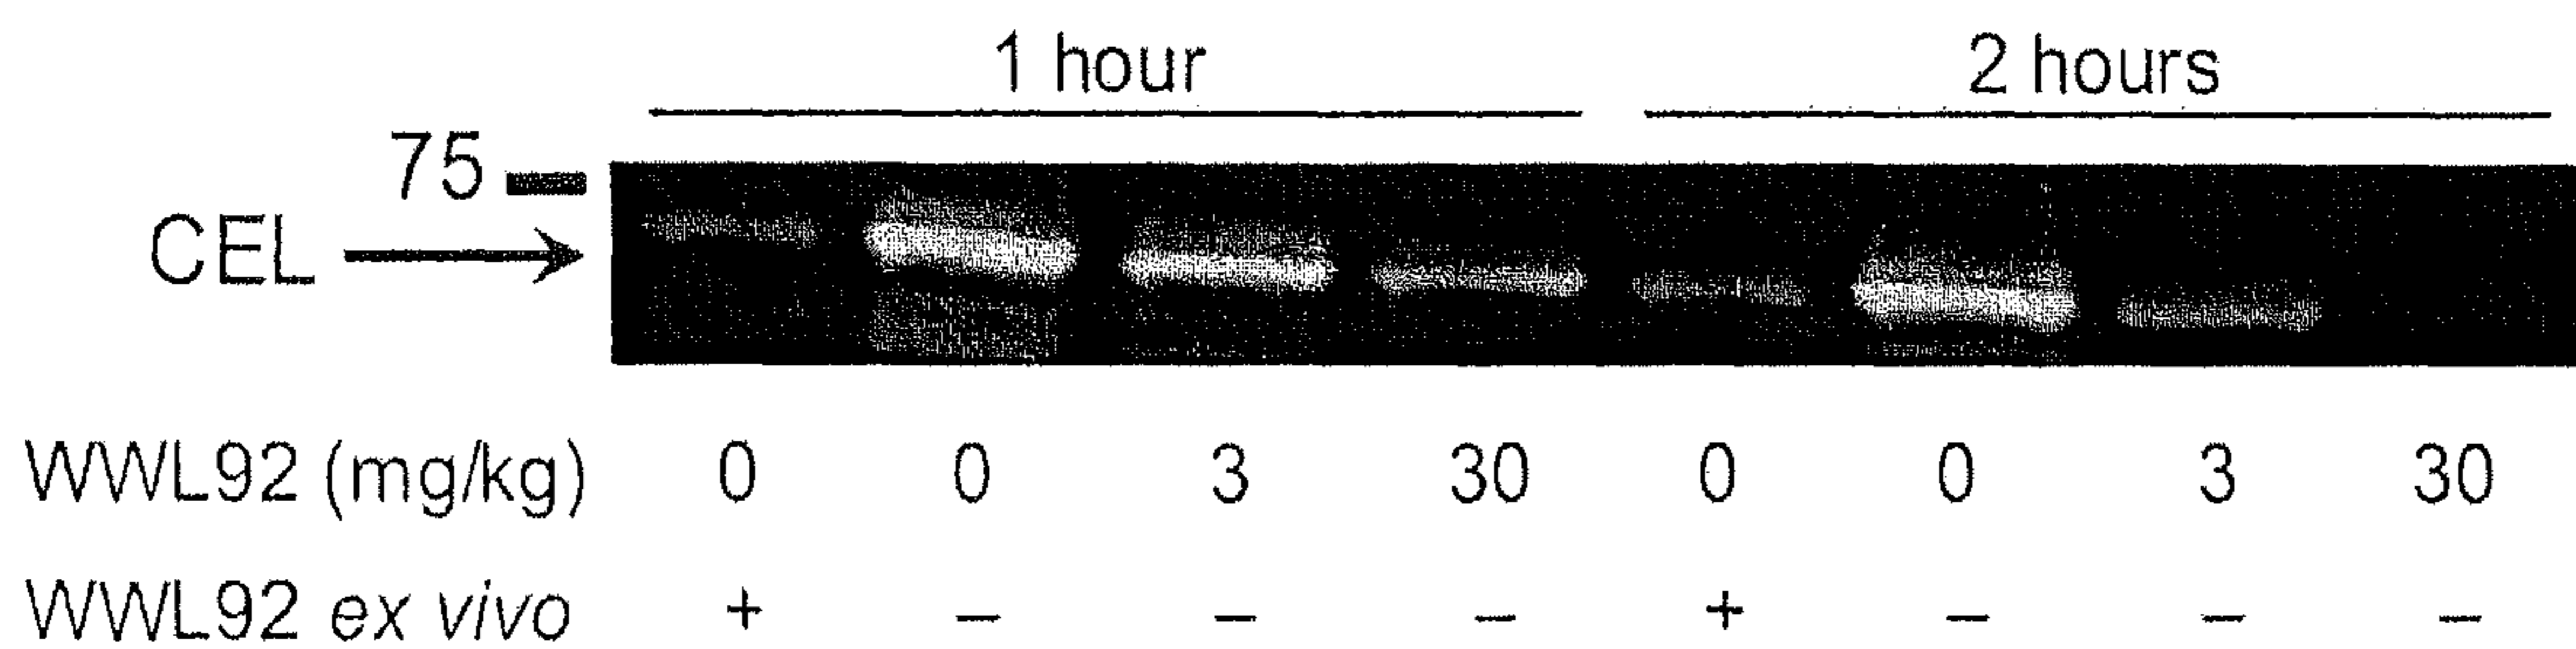 1 hour 2 hours
75
CEL
WWL92 (mg/kg) 0 0 3 30 0 0 3 30
WWL92 ex vivo + – – – + – – –